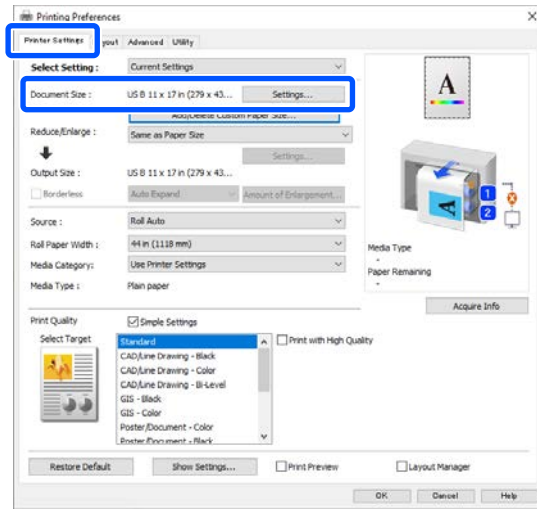 Printing Preferences
Printer Settings yout Advanced Utility
Select Setting : Current Settings
Document Size : US B 11 x 17 in (279 x 43... Settings...
Add/Delete Custom Paper Size...
Reduce/Enlarge : Same as Paper Size
Settings...
Output Size : US B 11 x 17 in (279 x 43...
Borderless Auto Expand Amount of Enlargement...
Source : Roll Auto
Roll Paper Width : 44 in (1118 mm)
Media Category: Use Printer Settings
Media Type : Plain paper
A
A
1
2
Media Type
-
Paper Remaining
-
Acquire Info
Print Quality Simple Settings
Select Target
Standard
CAD/Line Drawing - Black
CAD/Line Drawing - Color
CAD/Line Drawing - Bi-Level
GIS - Black
GIS - Color
Poster/Document - Color
Poster/Document - Black
Print with High Quality
Restore Default Show Settings... Print Preview Layout Manager
OK Cancel Help